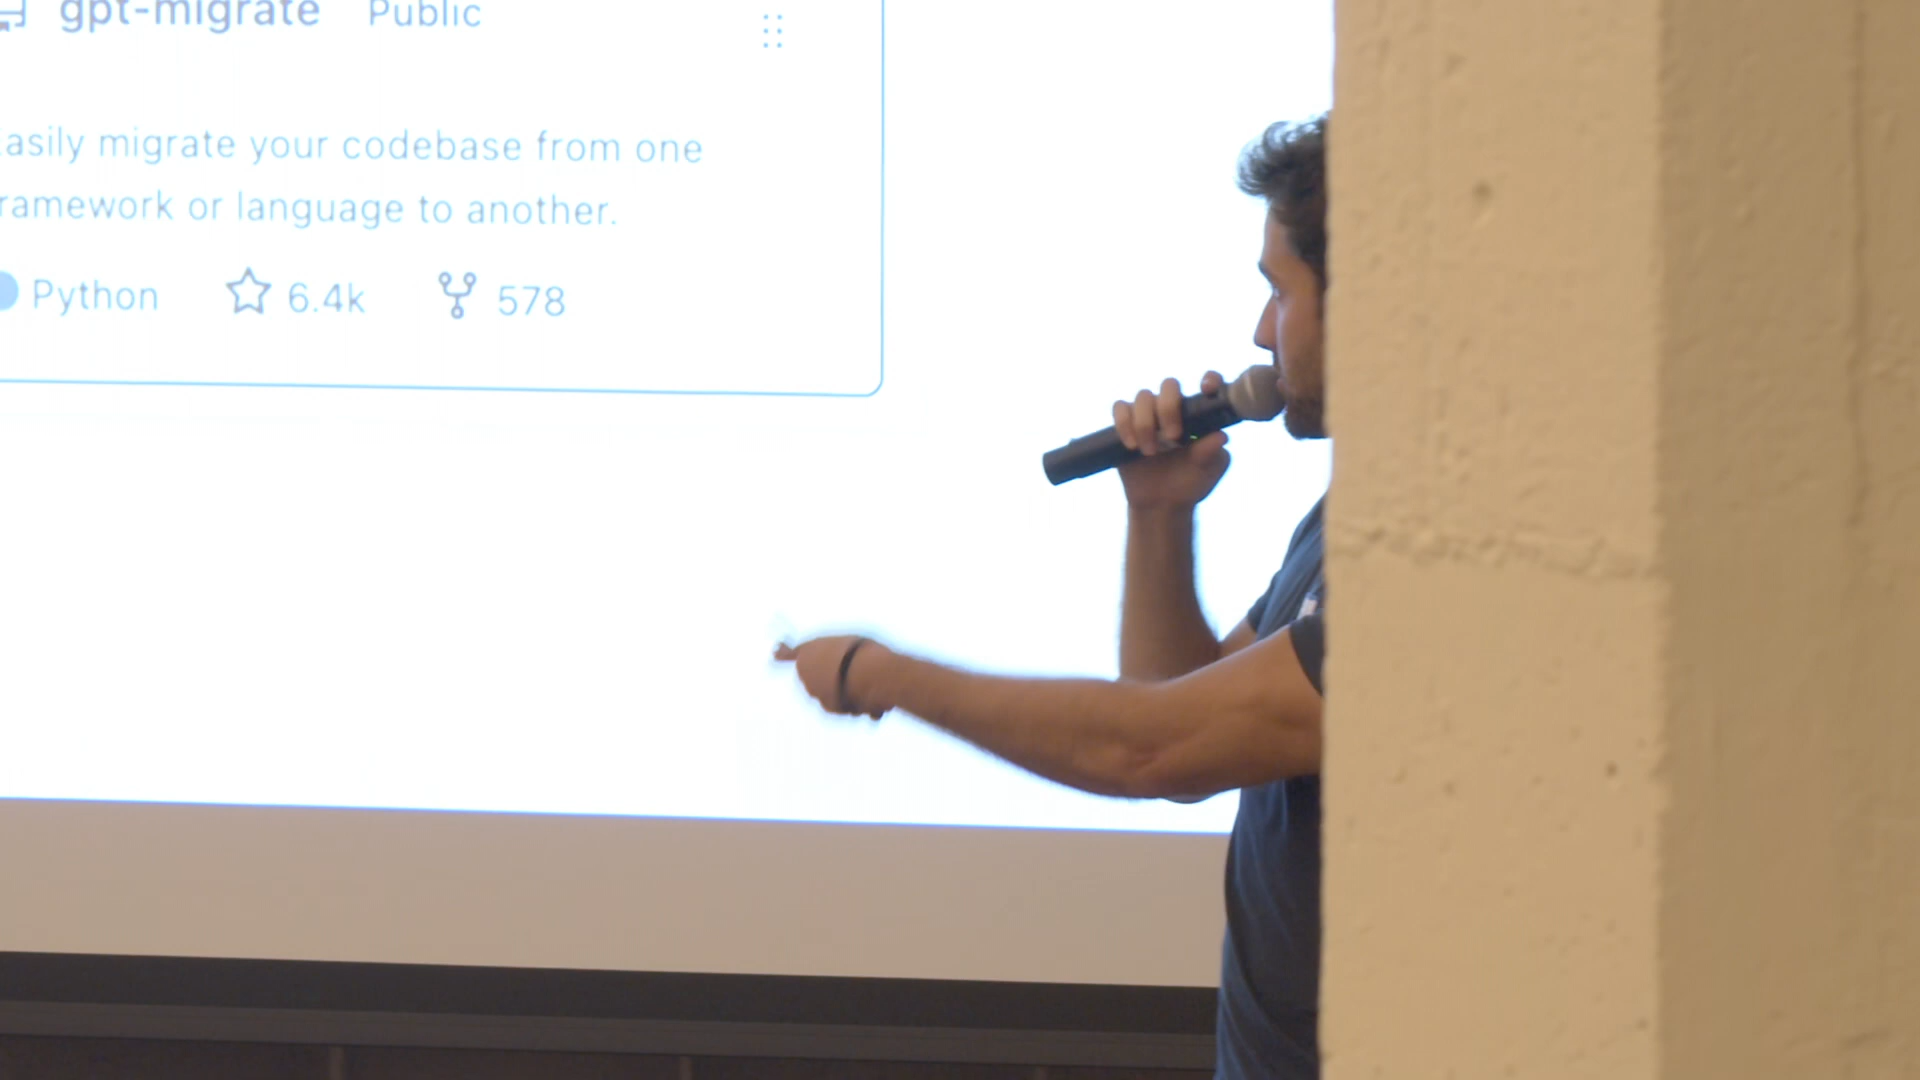 gpt-migrate Public
asily migrate your codebase from one
ramework or language to another.
Python 6.4k 578